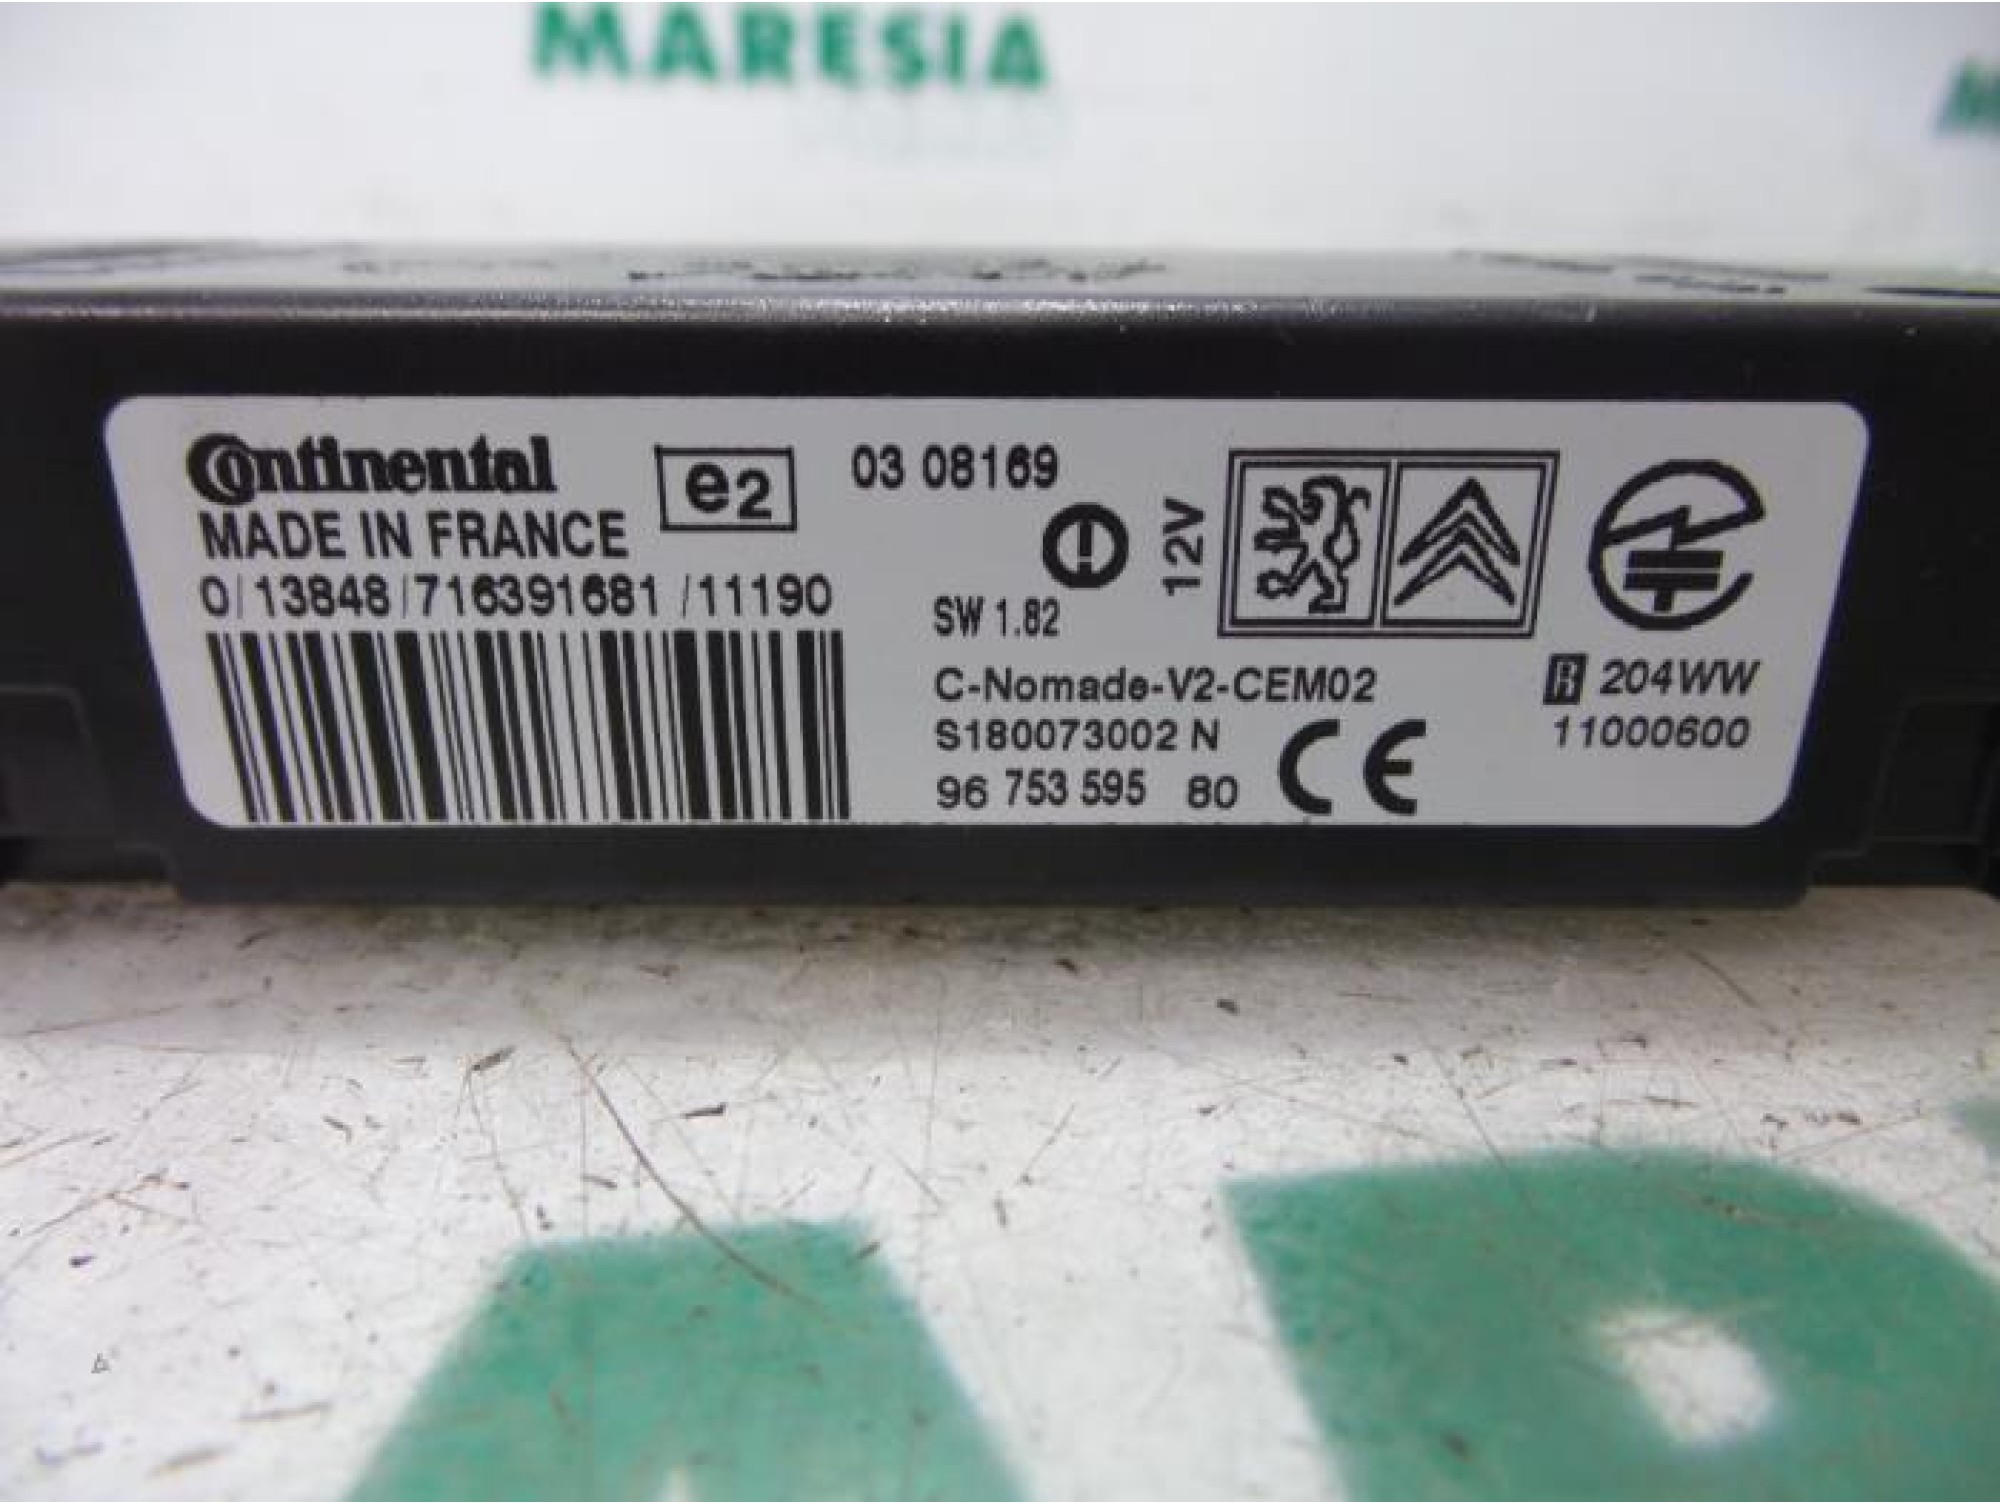 MARESIA
Continental
e2
03 08169
MADE IN FRANCE
12V
0/13848/716391681/11190
SW 1.82
C-Nomade-V2-CEM02
R 204WW
S180073002 N
CE
11000600
96 753 595 80